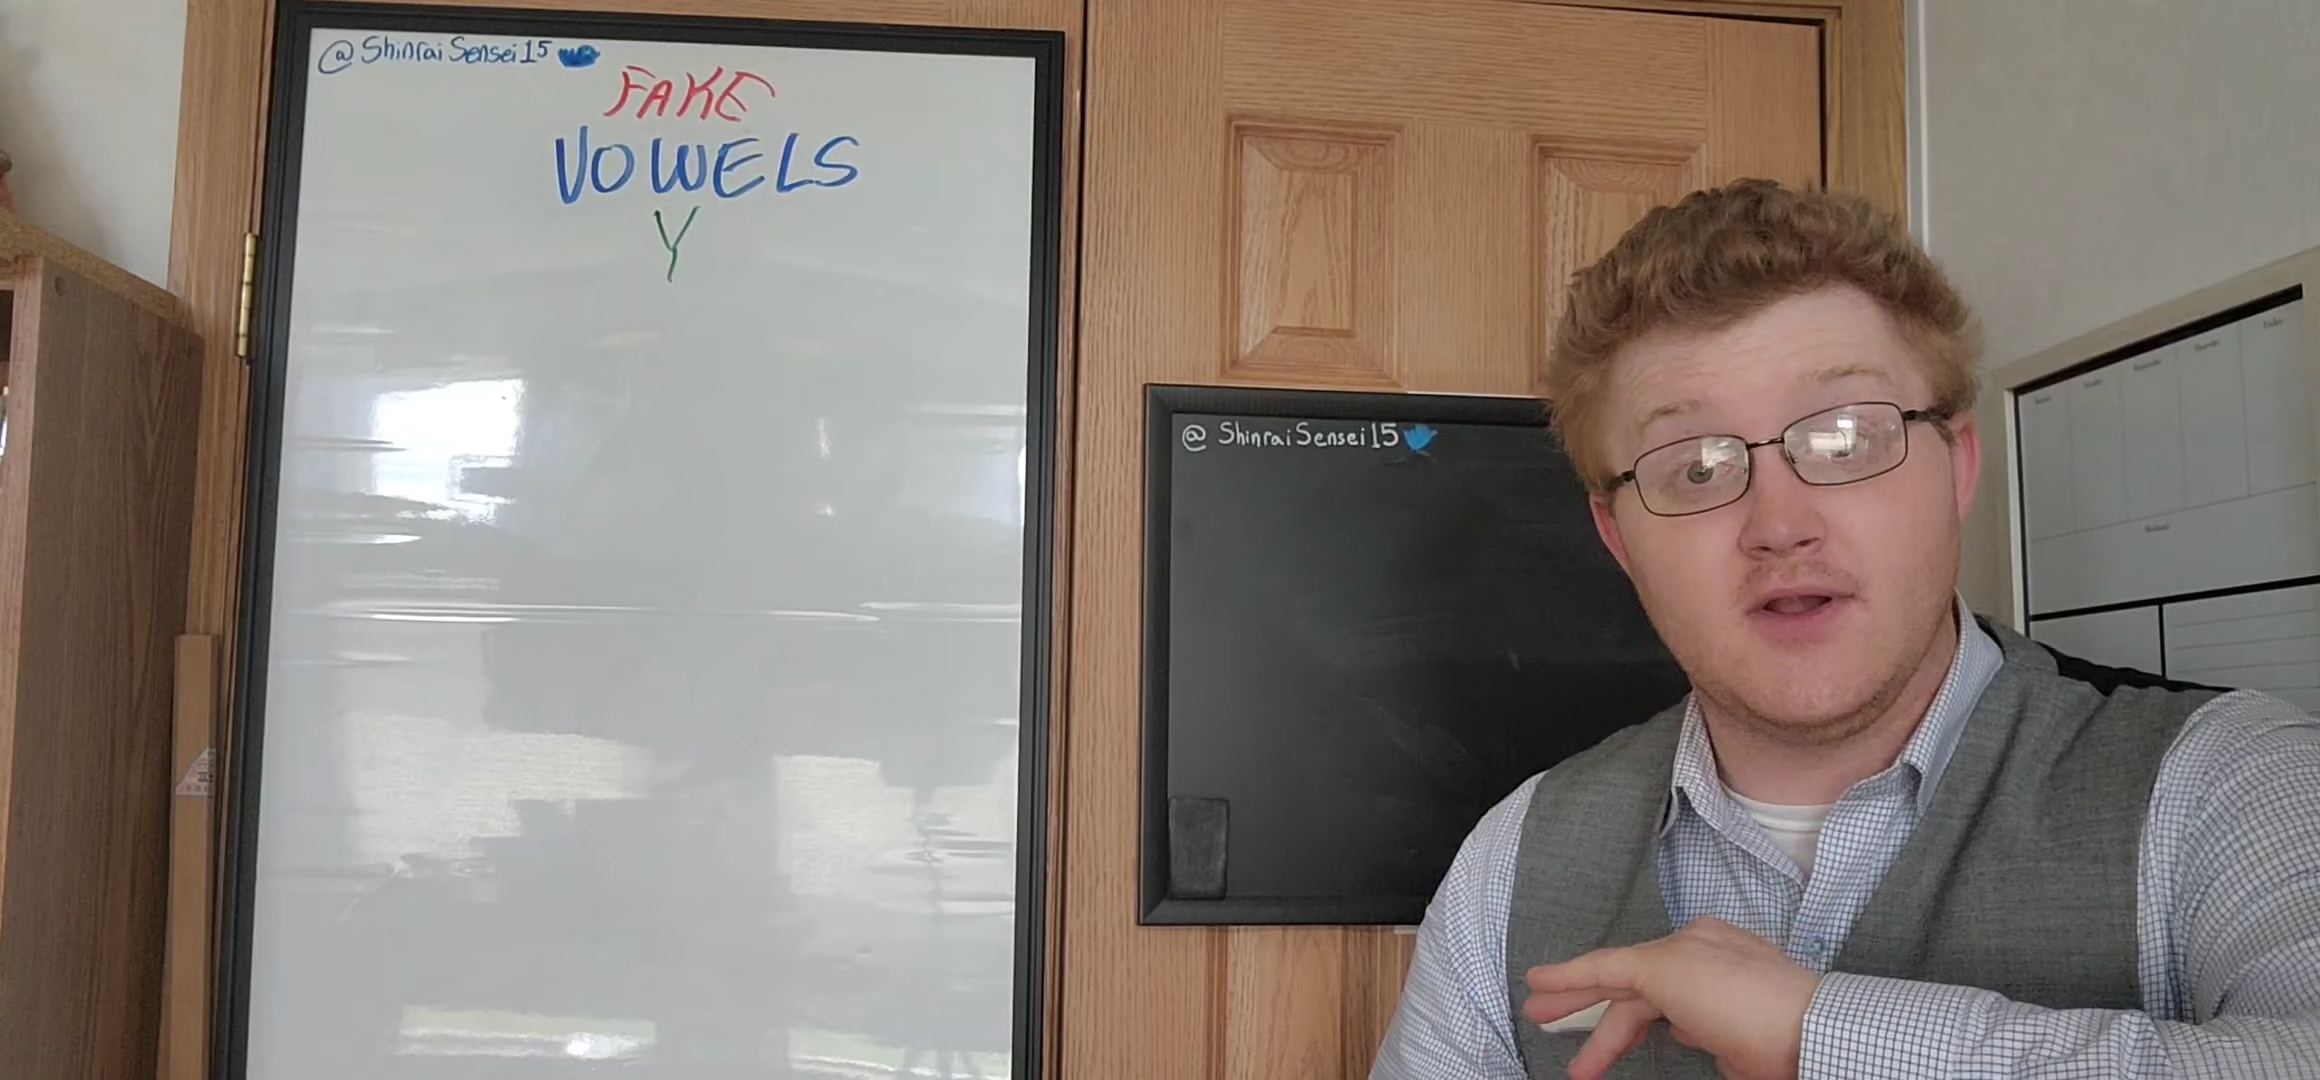 @ShinraiSensei15
FAKE
VOWELS
Y
@ ShinraiSensei15